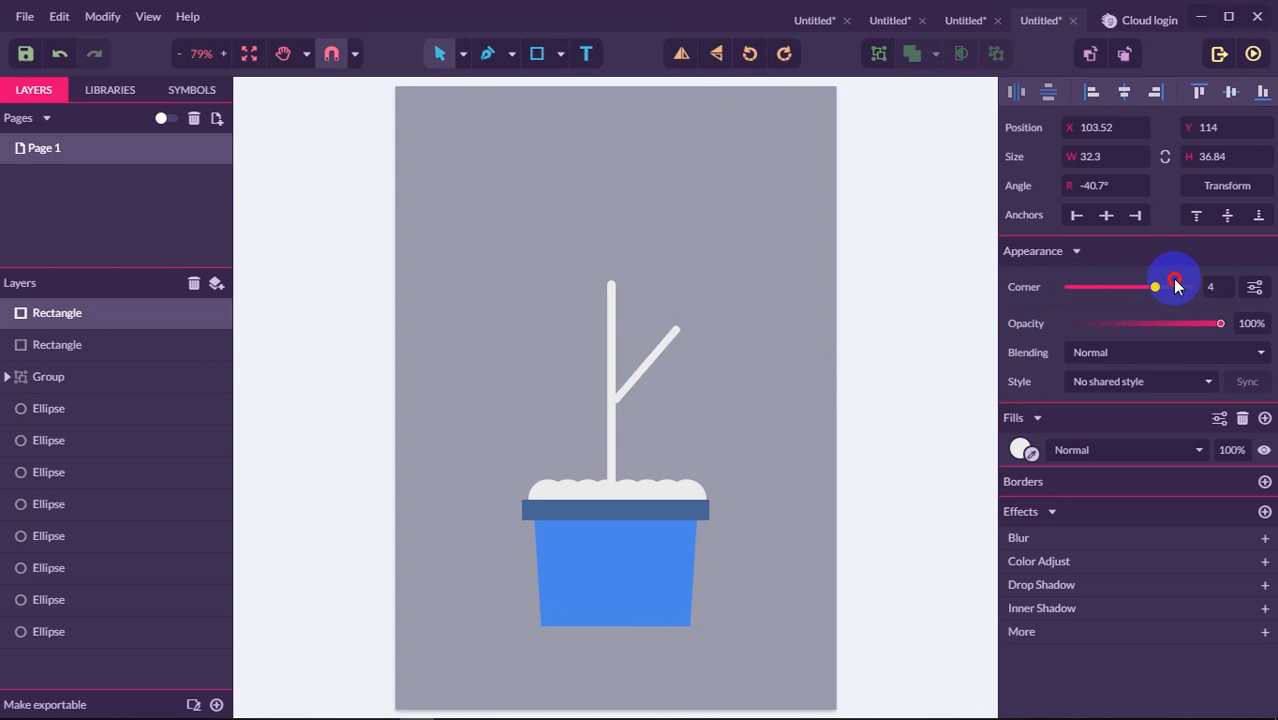 File Edit Modify View Help
Untitled* × Untitled* × Untitled* × Untitled* × Cloud login
- 79% +
T
LAYERS LIBRARIES SYMBOLS
Pages
Page 1
Layers
Rectangle
Rectangle
Group
Ellipse
Ellipse
Ellipse
Ellipse
Ellipse
Ellipse
Ellipse
Ellipse
Make exportable
Position X 103.52 Y 114
Size W 32.3 H 36.84
Angle R -40.7° Transform
Anchors
Appearance
Corner 4
Opacity 100%
Blending Normal
Style No shared style Sync
Fills
Normal 100%
Borders
Effects
Blur +
Color Adjust +
Drop Shadow +
Inner Shadow +
More +